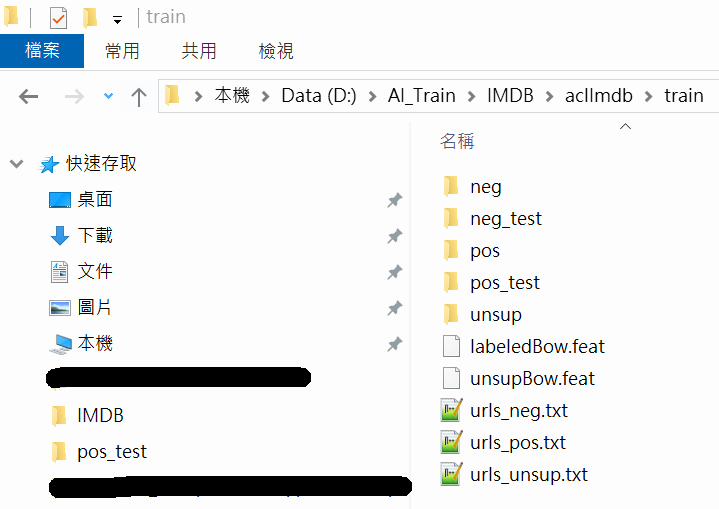 train
檔案 常用 共用 檢視
本機 Data (D:) AI_Train IMDB aclImdb train
名稱
快速存取
桌面
下載
文件
圖片
本機
IMDB
pos_test
neg
neg_test
pos
pos_test
unsup
labeledBow.feat
unsupBow.feat
urls_neg.txt
urls_pos.txt
urls_unsup.txt